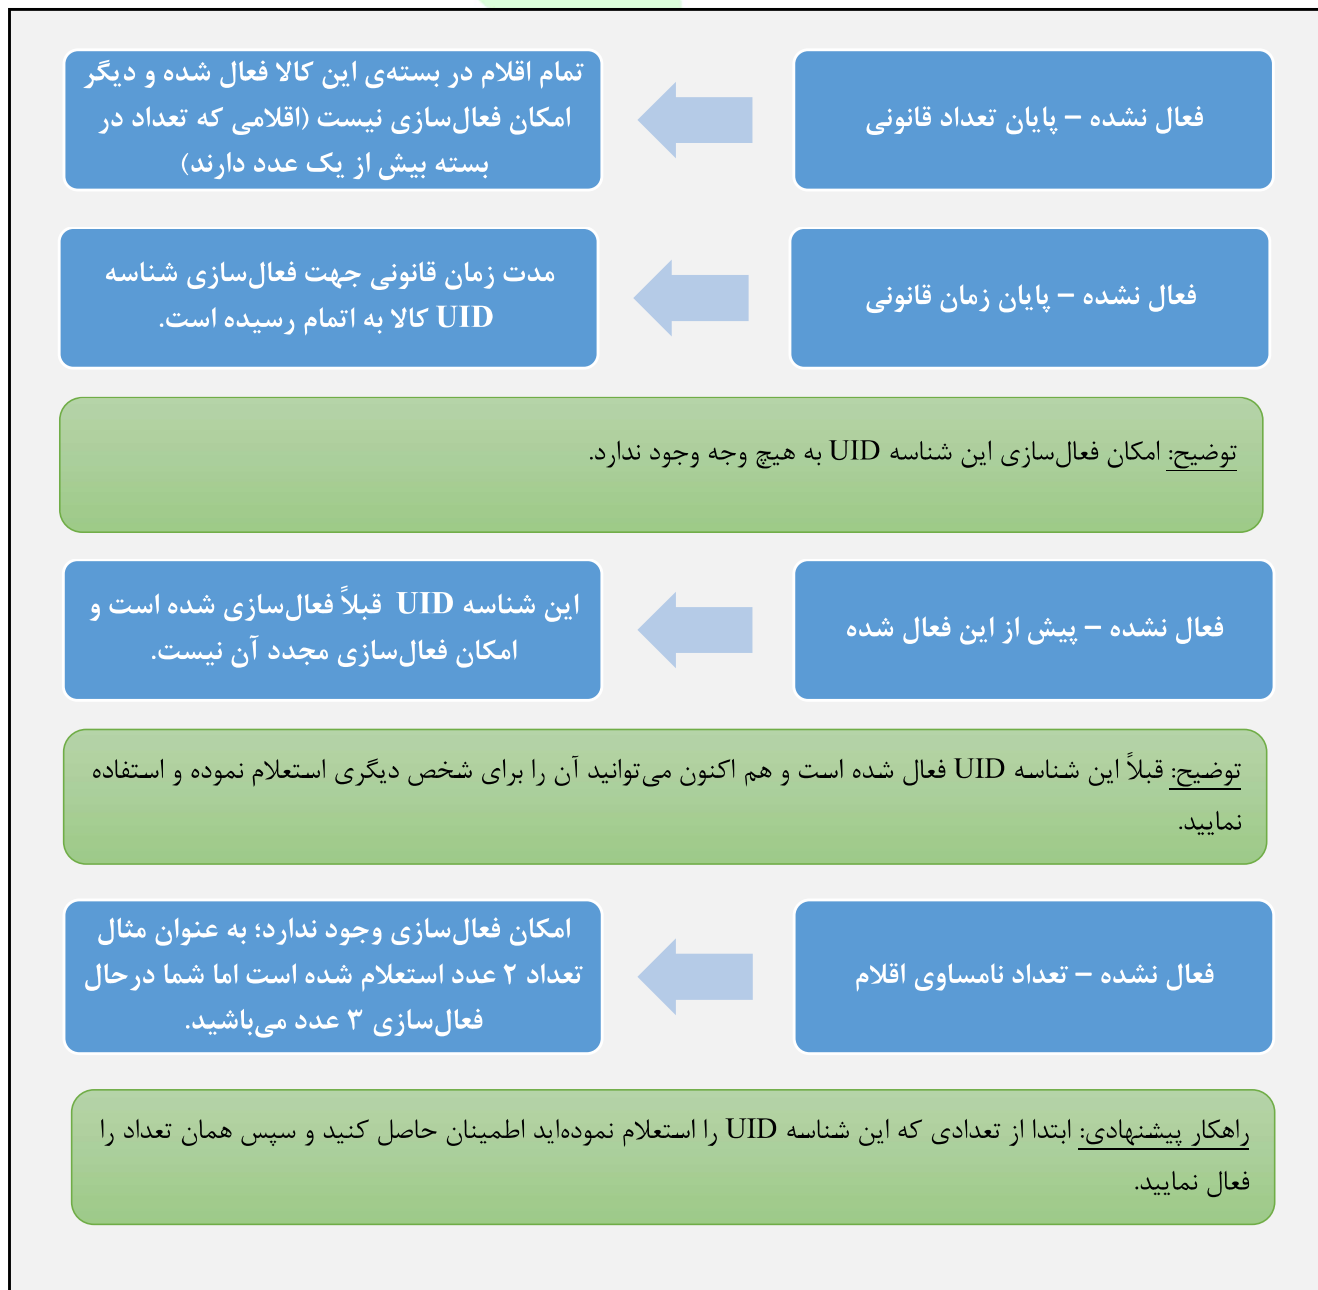 فعال نشده – پایان تعداد قانونی
تمام اقلام در بسته‌ی این کالا فعال شده و دیگر
امکان فعال‌سازی نیست (اقلامی که تعداد در
بسته بیش از یک عدد دارند)
فعال نشده – پایان زمان قانونی
مدت زمان قانونی جهت فعال‌سازی شناسه
UID کالا به اتمام رسیده است.
توضیح: امکان فعال‌سازی این شناسه UID به هیچ وجه وجود ندارد.
فعال نشده – پیش از این فعال شده
این شناسه UID قبلاً فعال‌سازی شده است و
امکان فعال‌سازی مجدد آن نیست.
توضیح: قبلاً این شناسه UID فعال شده است و هم اکنون می‌توانید آن را برای شخص دیگری استعلام نموده و استفاده
نمایید.
فعال نشده – تعداد نامساوی اقلام
امکان فعال‌سازی وجود ندارد؛ به عنوان مثال
تعداد ۲ عدد استعلام شده است اما شما درحال
فعال‌سازی ۳ عدد می‌باشید.
راهکار پیشنهادی: ابتدا از تعدادی که این شناسه UID را استعلام نموده‌اید اطمینان حاصل کنید و سپس همان تعداد را
فعال نمایید.